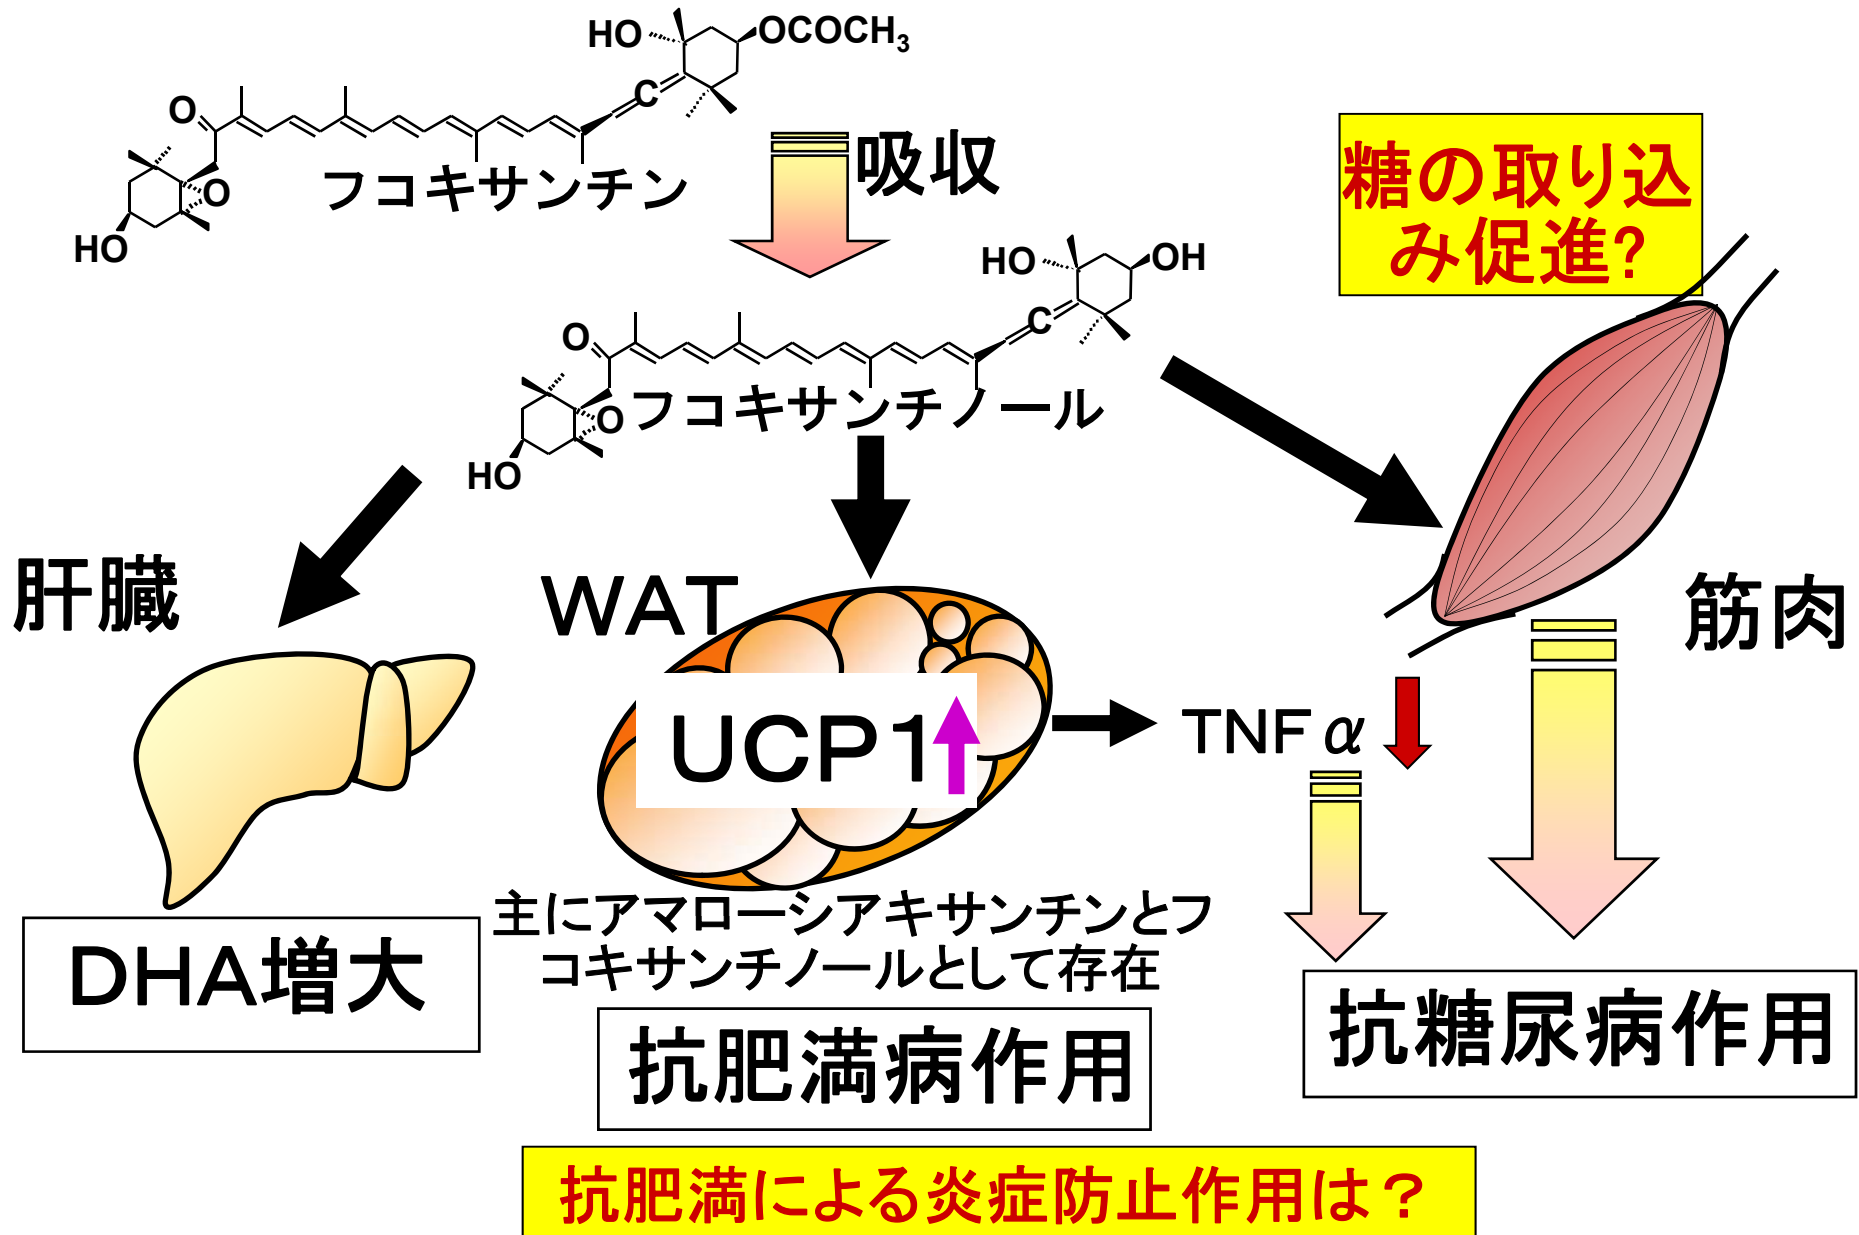 HO
OCOCH3
C
O
O
HO
フコキサンチン
吸収
糖の取り込
み促進?
HO
OH
C
O
O
HO
フコキサンチノール
肝臓
WAT
筋肉
UCP1
TNFα
主にアマローシアキサンチンとフ
コキサンチノールとして存在
DHA増大
抗肥満病作用
抗糖尿病作用
抗肥満による炎症防止作用は？